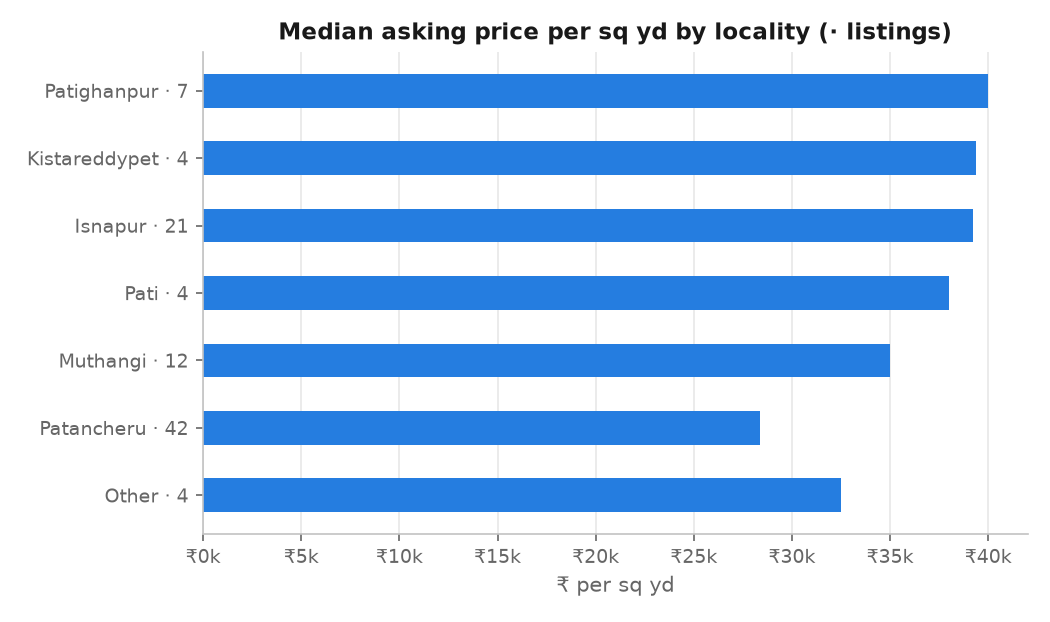 Median asking price per sq yd by locality (· listings)
Patighanpur · 7
Kistareddypet · 4
Isnapur · 21
Pati · 4
Muthangi · 12
Patancheru · 42
Other · 4
₹0k ₹5k ₹10k ₹15k ₹20k ₹25k ₹30k ₹35k ₹40k
₹ per sq yd